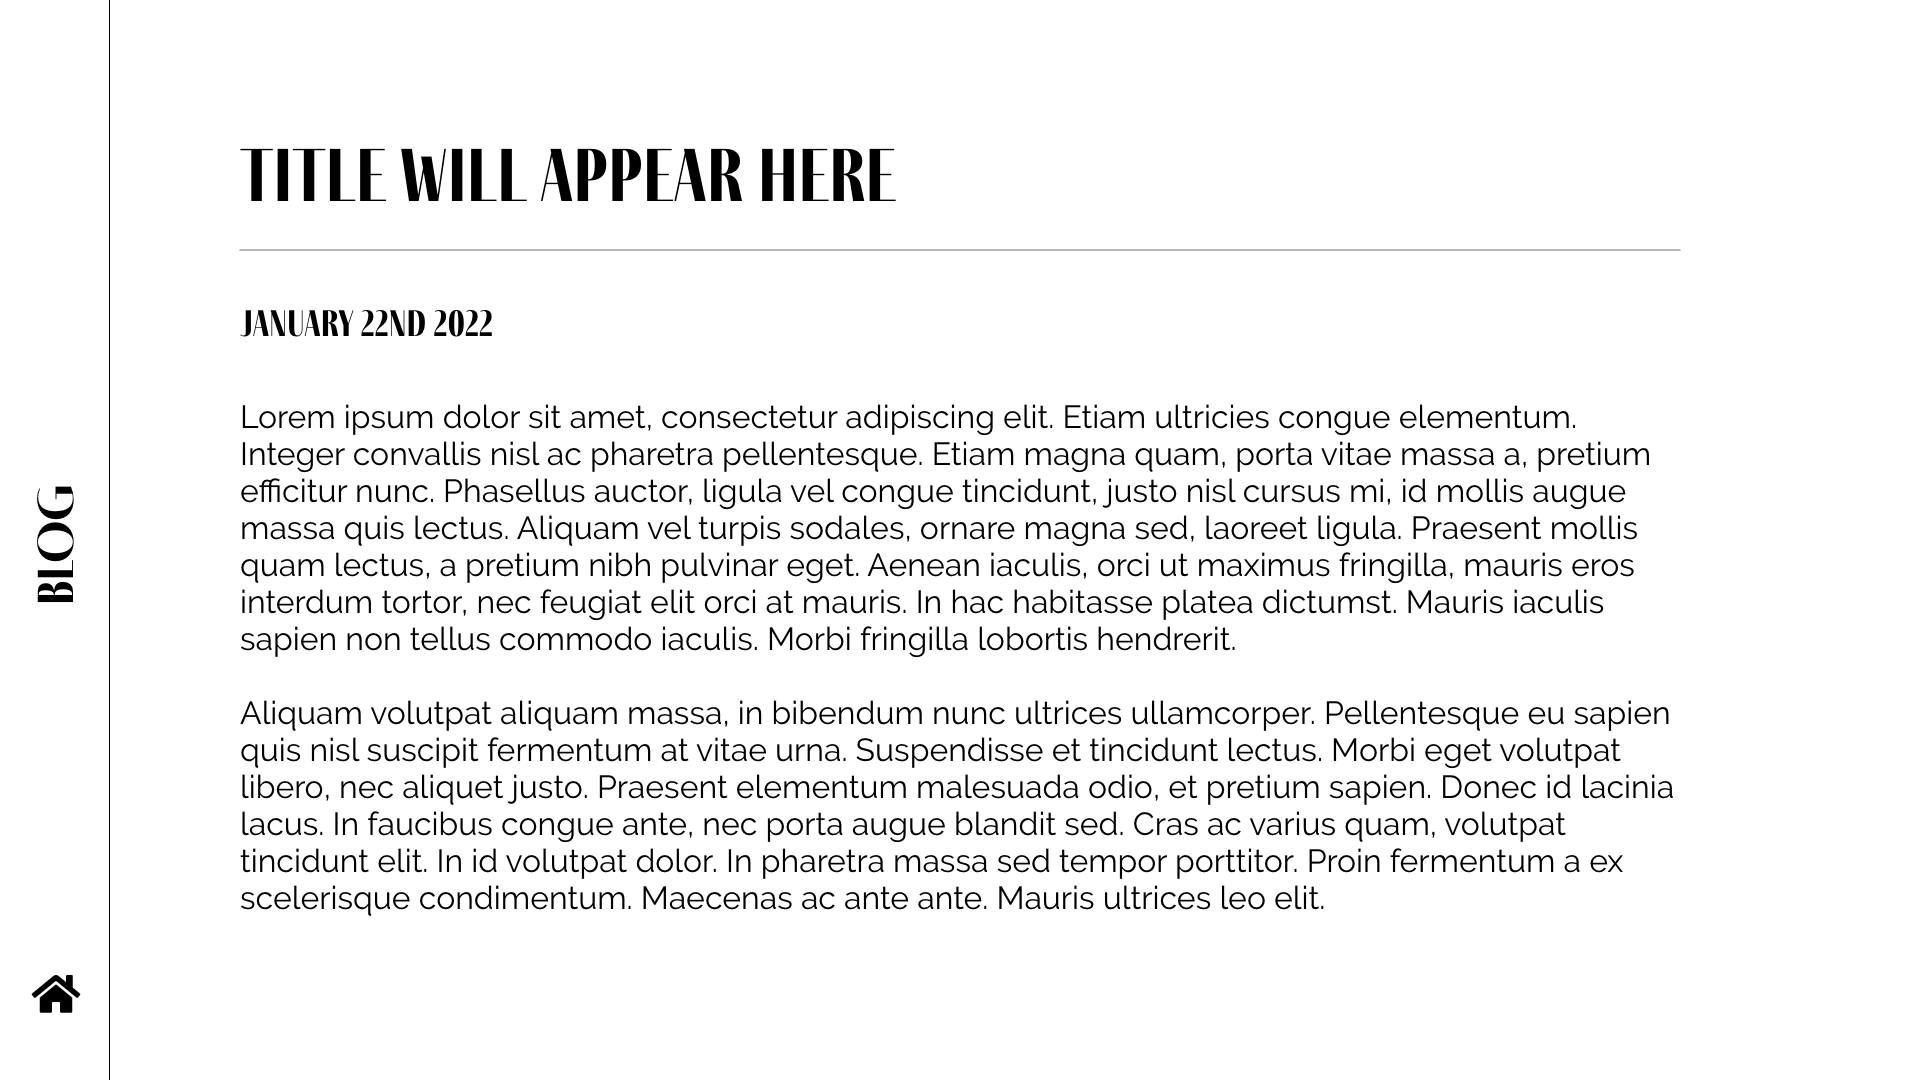 TITLE WILL APPEAR HERE
JANUARY 22ND 2022
Lorem ipsum dolor sit amet, consectetur adipiscing elit. Etiam ultricies congue elementum.
Integer convallis nisl ac pharetra pellentesque. Etiam magna quam, porta vitae massa a, pretium
efficitur nunc. Phasellus auctor, ligula vel congue tincidunt, justo nisl cursus mi, id mollis augue
massa quis lectus. Aliquam vel turpis sodales, ornare magna sed, laoreet ligula. Praesent mollis
quam lectus, a pretium nibh pulvinar eget. Aenean iaculis, orci ut maximus fringilla, mauris eros
interdum tortor, nec feugiat elit orci at mauris. In hac habitasse platea dictumst. Mauris iaculis
sapien non tellus commodo iaculis. Morbi fringilla lobortis hendrerit.
Aliquam volutpat aliquam massa, in bibendum nunc ultrices ullamcorper. Pellentesque eu sapien
quis nisl suscipit fermentum at vitae urna. Suspendisse et tincidunt lectus. Morbi eget volutpat
libero, nec aliquet justo. Praesent elementum malesuada odio, et pretium sapien. Donec id lacinia
lacus. In faucibus congue ante, nec porta augue blandit sed. Cras ac varius quam, volutpat
tincidunt elit. In id volutpat dolor. In pharetra massa sed tempor porttitor. Proin fermentum a ex
scelerisque condimentum. Maecenas ac ante ante. Mauris ultrices leo elit.
BLOG